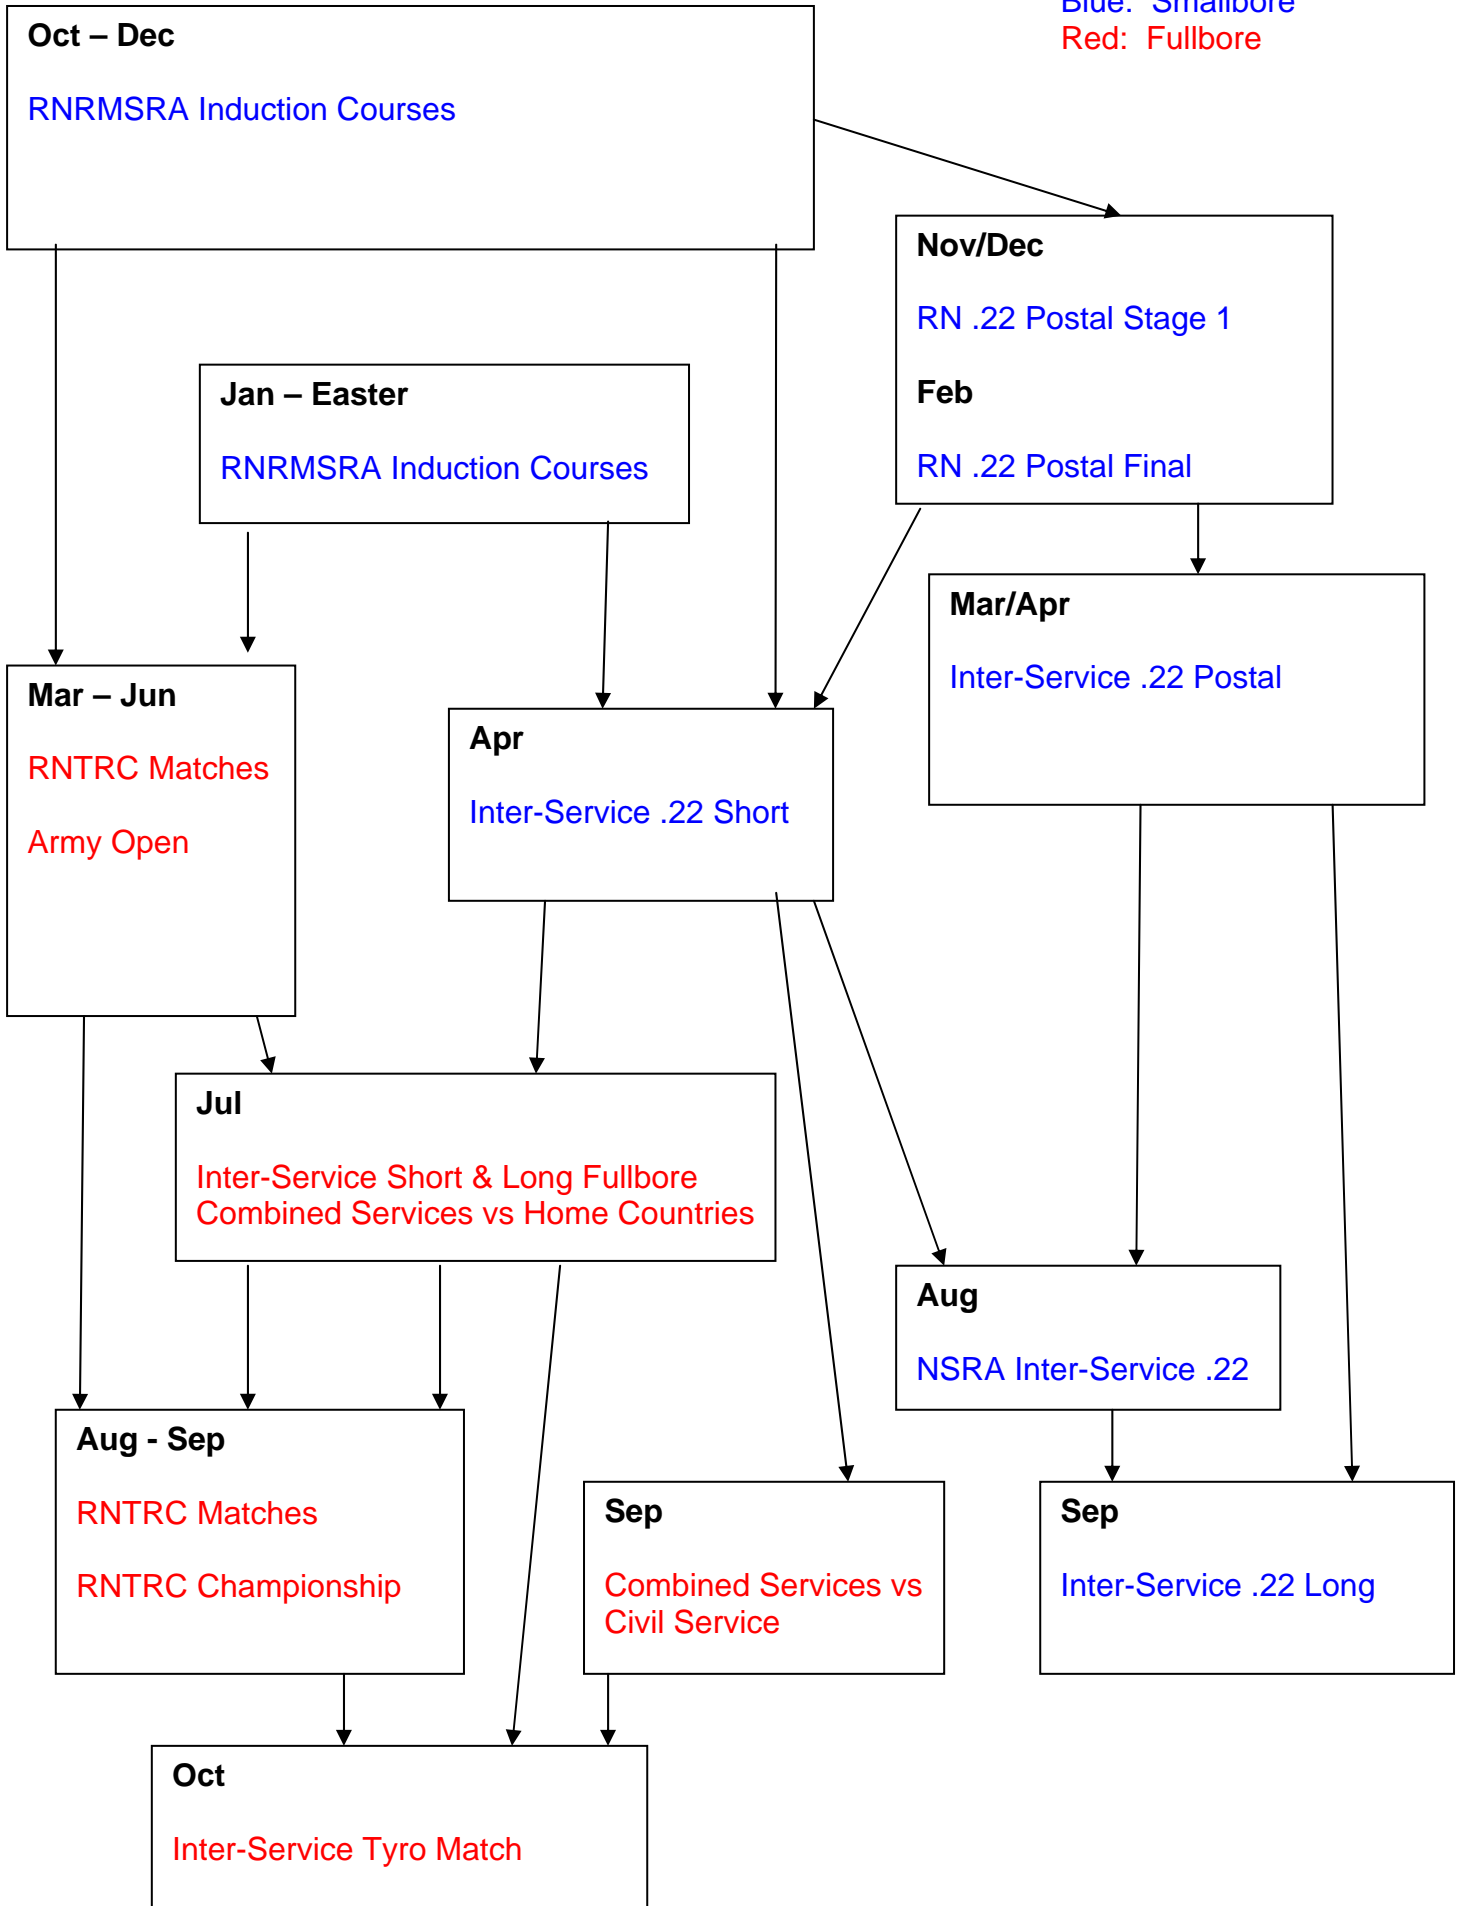 Blue: Smallbore
Red: Fullbore
Oct – Dec
RNRMSRA Induction Courses
Nov/Dec
RN .22 Postal Stage 1
Feb
RN .22 Postal Final
Jan – Easter
RNRMSRA Induction Courses
Mar/Apr
Inter-Service .22 Postal
Mar – Jun
RNTRC Matches
Army Open
Apr
Inter-Service .22 Short
Jul
Inter-Service Short & Long Fullbore
Combined Services vs Home Countries
Aug
NSRA Inter-Service .22
Aug - Sep
RNTRC Matches
RNTRC Championship
Sep
Combined Services vs
Civil Service
Sep
Inter-Service .22 Long
Oct
Inter-Service Tyro Match